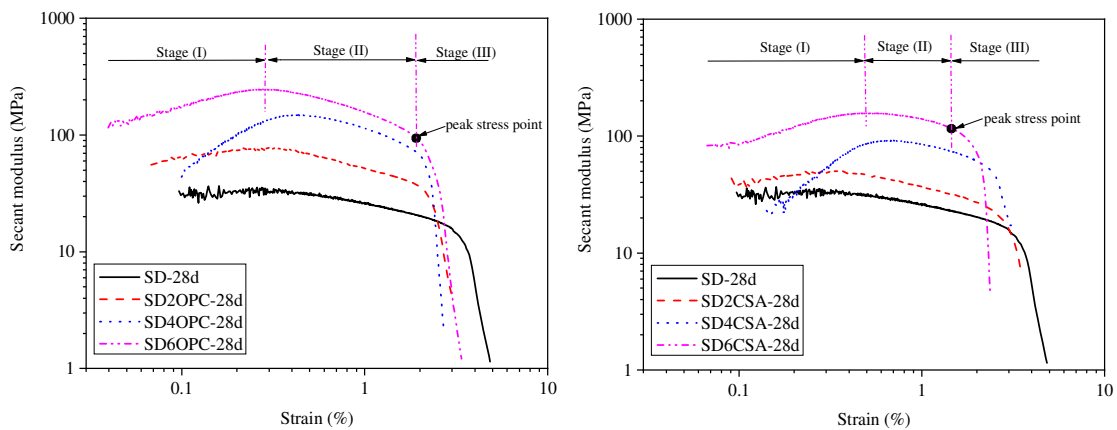 1000
Stage (I)
Stage (II)
Stage (III)
100
peak stress point
Secant modulus (MPa)
10
SD-28d
SD2OPC-28d
SD4OPC-28d
SD6OPC-28d
1
0.1
1
10
Strain (%)
1000
Stage (I)
Stage (II)
Stage (III)
100
peak stress point
Secant modulus (MPa)
10
SD-28d
SD2CSA-28d
SD4CSA-28d
SD6CSA-28d
1
0.1
1
10
Strain (%)